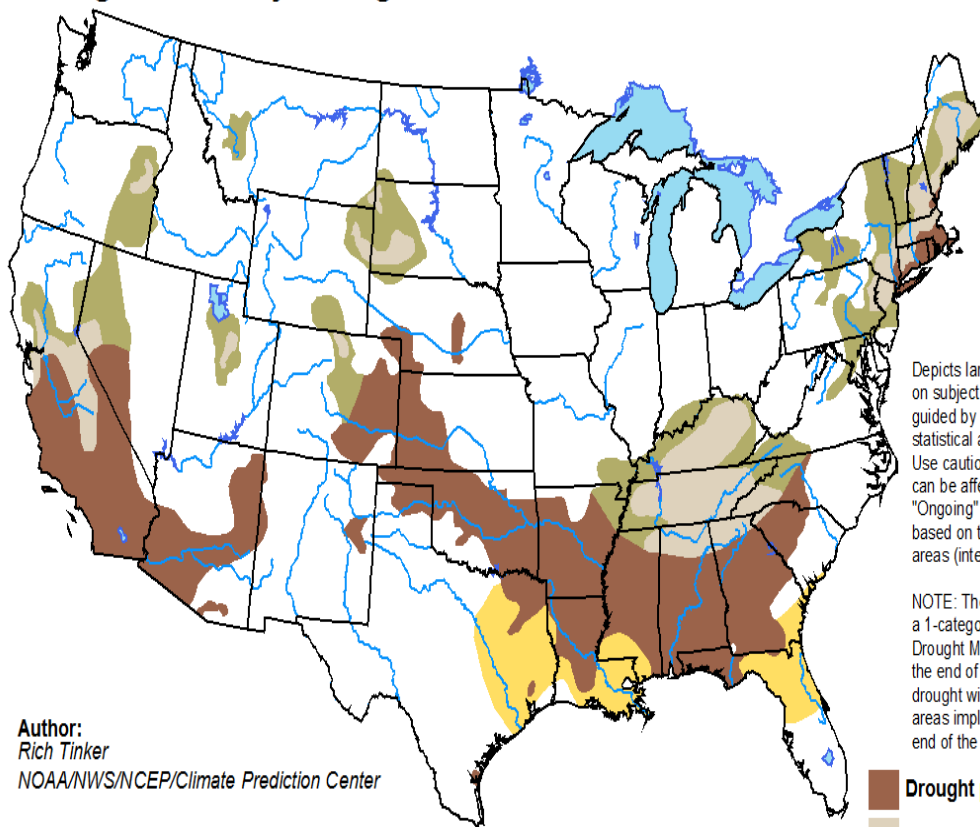 Depicts lar
on subject
guided by
statistical a
Use caution
can be affe
"Ongoing"
based on t
areas (inte
NOTE: The
a 1-catego
Drought M
the end of
drought wi
areas impl
end of the
Author:
Rich Tinker
NOAA/NWS/NCEP/Climate Prediction Center
Drought